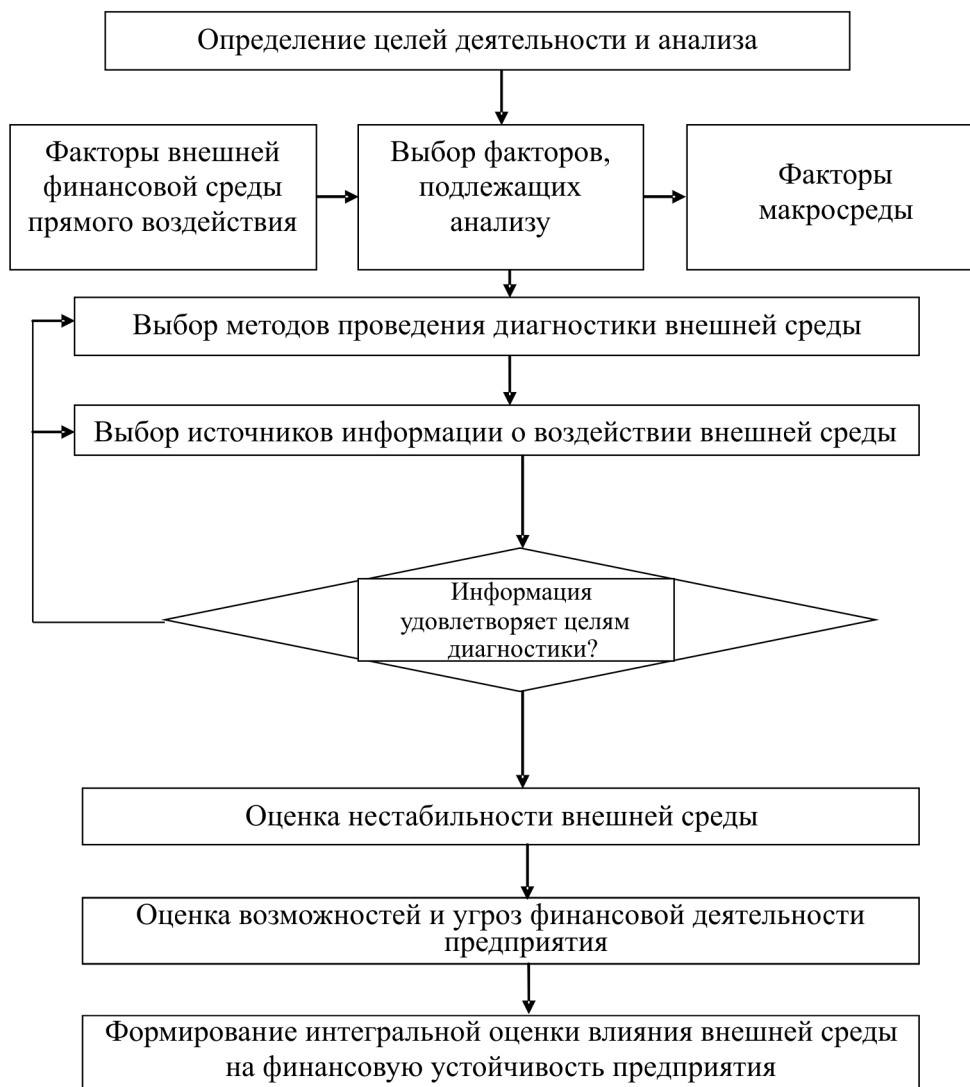 Определение целей деятельности и анализа
Факторы внешней
финансовой среды
прямого воздействия
Выбор факторов,
подлежащих
анализу
Факторы
макросреды
Выбор методов проведения диагностики внешней среды
Выбор источников информации о воздействии внешней среды
Информация
удовлетворяет целям
диагностики?
Оценка нестабильности внешней среды
Оценка возможностей и угроз финансовой деятельности
предприятия
Формирование интегральной оценки влияния внешней среды
на финансовую устойчивость предприятия